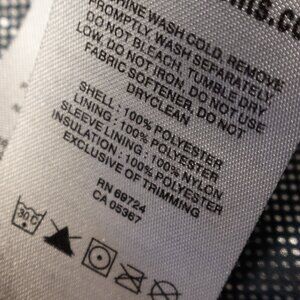 MACHINE WASH COLD, REMOVE
PROMPTLY WASH SEPARATELY
DO NOT BLEACH, TUMBLE DRY
LOW, DO NOT IRON, DO NOT USE
FABRIC SOFTENER, DO NOT
DRYCLEAN
SHELL : 100% POLYESTER
LINING : 100% POLYESTER
SLEEVE LINING : 100% NYLON
INSULATION : 100% POLYESTER
EXCLUSIVE OF TRIMMING
RN 69724
CA 05367
30C